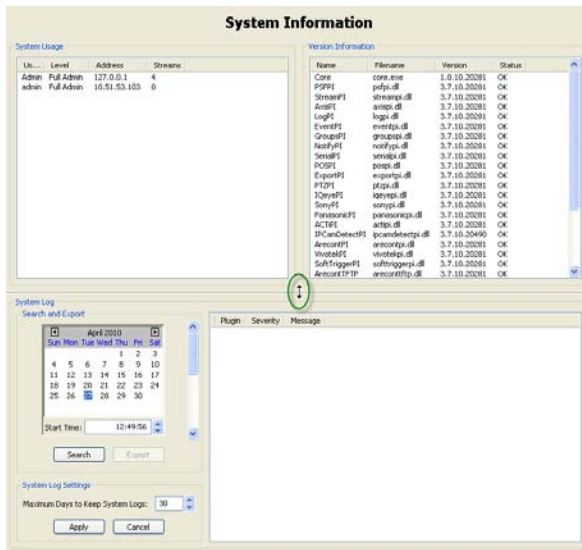 System Information
System Usage
Us... Level Address Streams
Admin Full Admin 127.0.0.1 4
admin Full Admin 10.51.53.103 0
Version Information
Name Filename Version Status
Core core.exe 1.0.10.20281 OK
PSFPI psfpi.dll 3.7.10.20281 OK
StreamPI streampi.dll 3.7.10.20281 OK
AxisPI axispi.dll 3.7.10.20281 OK
LogPI logpi.dll 3.7.10.20281 OK
EventPI eventpi.dll 3.7.10.20281 OK
GroupsPI groupspi.dll 3.7.10.20281 OK
NotifyPI notifypi.dll 3.7.10.20281 OK
SerialPI serialpi.dll 3.7.10.20281 OK
POSPI pospi.dll 3.7.10.20281 OK
ExportPI exportpi.dll 3.7.10.20281 OK
PTZPI ptzpi.dll 3.7.10.20281 OK
IQeyePI iqeyepi.dll 3.7.10.20281 OK
SonyPI sonypi.dll 3.7.10.20281 OK
PanasonicPI panasonicpi.dll 3.7.10.20281 OK
ACTiPI actipi.dll 3.7.10.20281 OK
IPCamDetectPI ipcamdetectpi.dll 3.7.10.20490 OK
ArecontPI arecontpi.dll 3.7.10.20281 OK
VivotekPI vivotekpi.dll 3.7.10.20281 OK
SoftTriggerPI softtriggerpi.dll 3.7.10.20281 OK
ArecontTFTP areconttftp.dll 3.7.10.20281 OK
System Log
Search and Export
April 2010
Sun Mon Tue Wed Thu Fri Sat
1 2 3
4 5 6 7 8 9 10
11 12 13 14 15 16 17
18 19 20 21 22 23 24
25 26 27 28 29 30
Start Time: 12:49:56
Search Export
System Log Settings
Maximum Days to Keep System Logs: 30
Apply Cancel
Plugin Severity Message